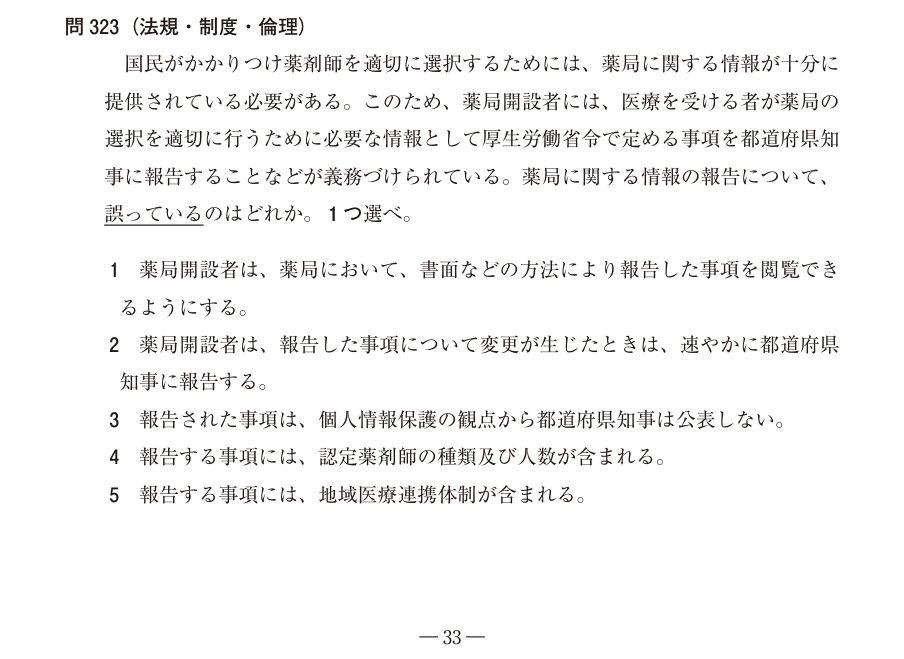 問 323（法規・制度・倫理）
国民がかかりつけ薬剤師を適切に選択するためには、薬局に関する情報が十分に
提供されている必要がある。このため、薬局開設者には、医療を受ける者が薬局の
選択を適切に行うために必要な情報として厚生労働省令で定める事項を都道府県知
事に報告することなどが義務づけられている。薬局に関する情報の報告について、
誤っているのはどれか。1つ選べ。
1　薬局開設者は、薬局において、書面などの方法により報告した事項を閲覧でき
るようにする。
2　薬局開設者は、報告した事項について変更が生じたときは、速やかに都道府県
知事に報告する。
3　報告された事項は、個人情報保護の観点から都道府県知事は公表しない。
4　報告する事項には、認定薬剤師の種類及び人数が含まれる。
5　報告する事項には、地域医療連携体制が含まれる。
― 33 ―